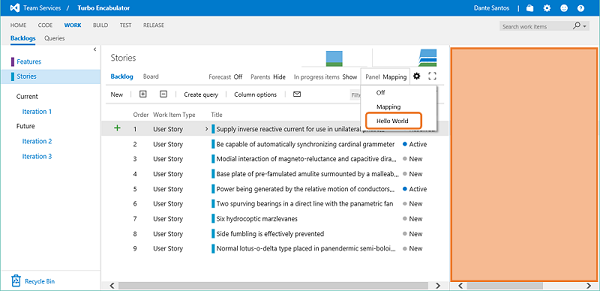 Team Services / Turbo Encabulator Dante Santos
HOME CODE WORK BUILD TEST RELEASE Search work items
Backlogs Queries
Features
Stories
Current
Iteration 1
Future
Iteration 2
Iteration 3
Recycle Bin
Stories
Backlog Board Forecast Off Parents Hide In progress items Show Panel Mapping
Off
Mapping
Hello World
New Create query Column options
Order Work Item Type Title
1 User Story Supply inverse reactive current for use in unilateral
2 User Story Be capable of automatically synchronizing cardinal grammeter Active
3 User Story Modial interaction of magneto-reluctance and capacitive dira... New
4 User Story Base plate of pre-famulated amulite surrounded by a malleab... New
5 User Story Power being generated by the relative motion of conductors,... Active
6 User Story Two spurving bearings in a direct line with the panametric fan New
7 User Story Six hydrocoptic marzlevanes New
8 User Story Side fumbling is effectively prevented New
9 User Story Normal lotus-o-delta type placed in panendermic semi-boloi... New